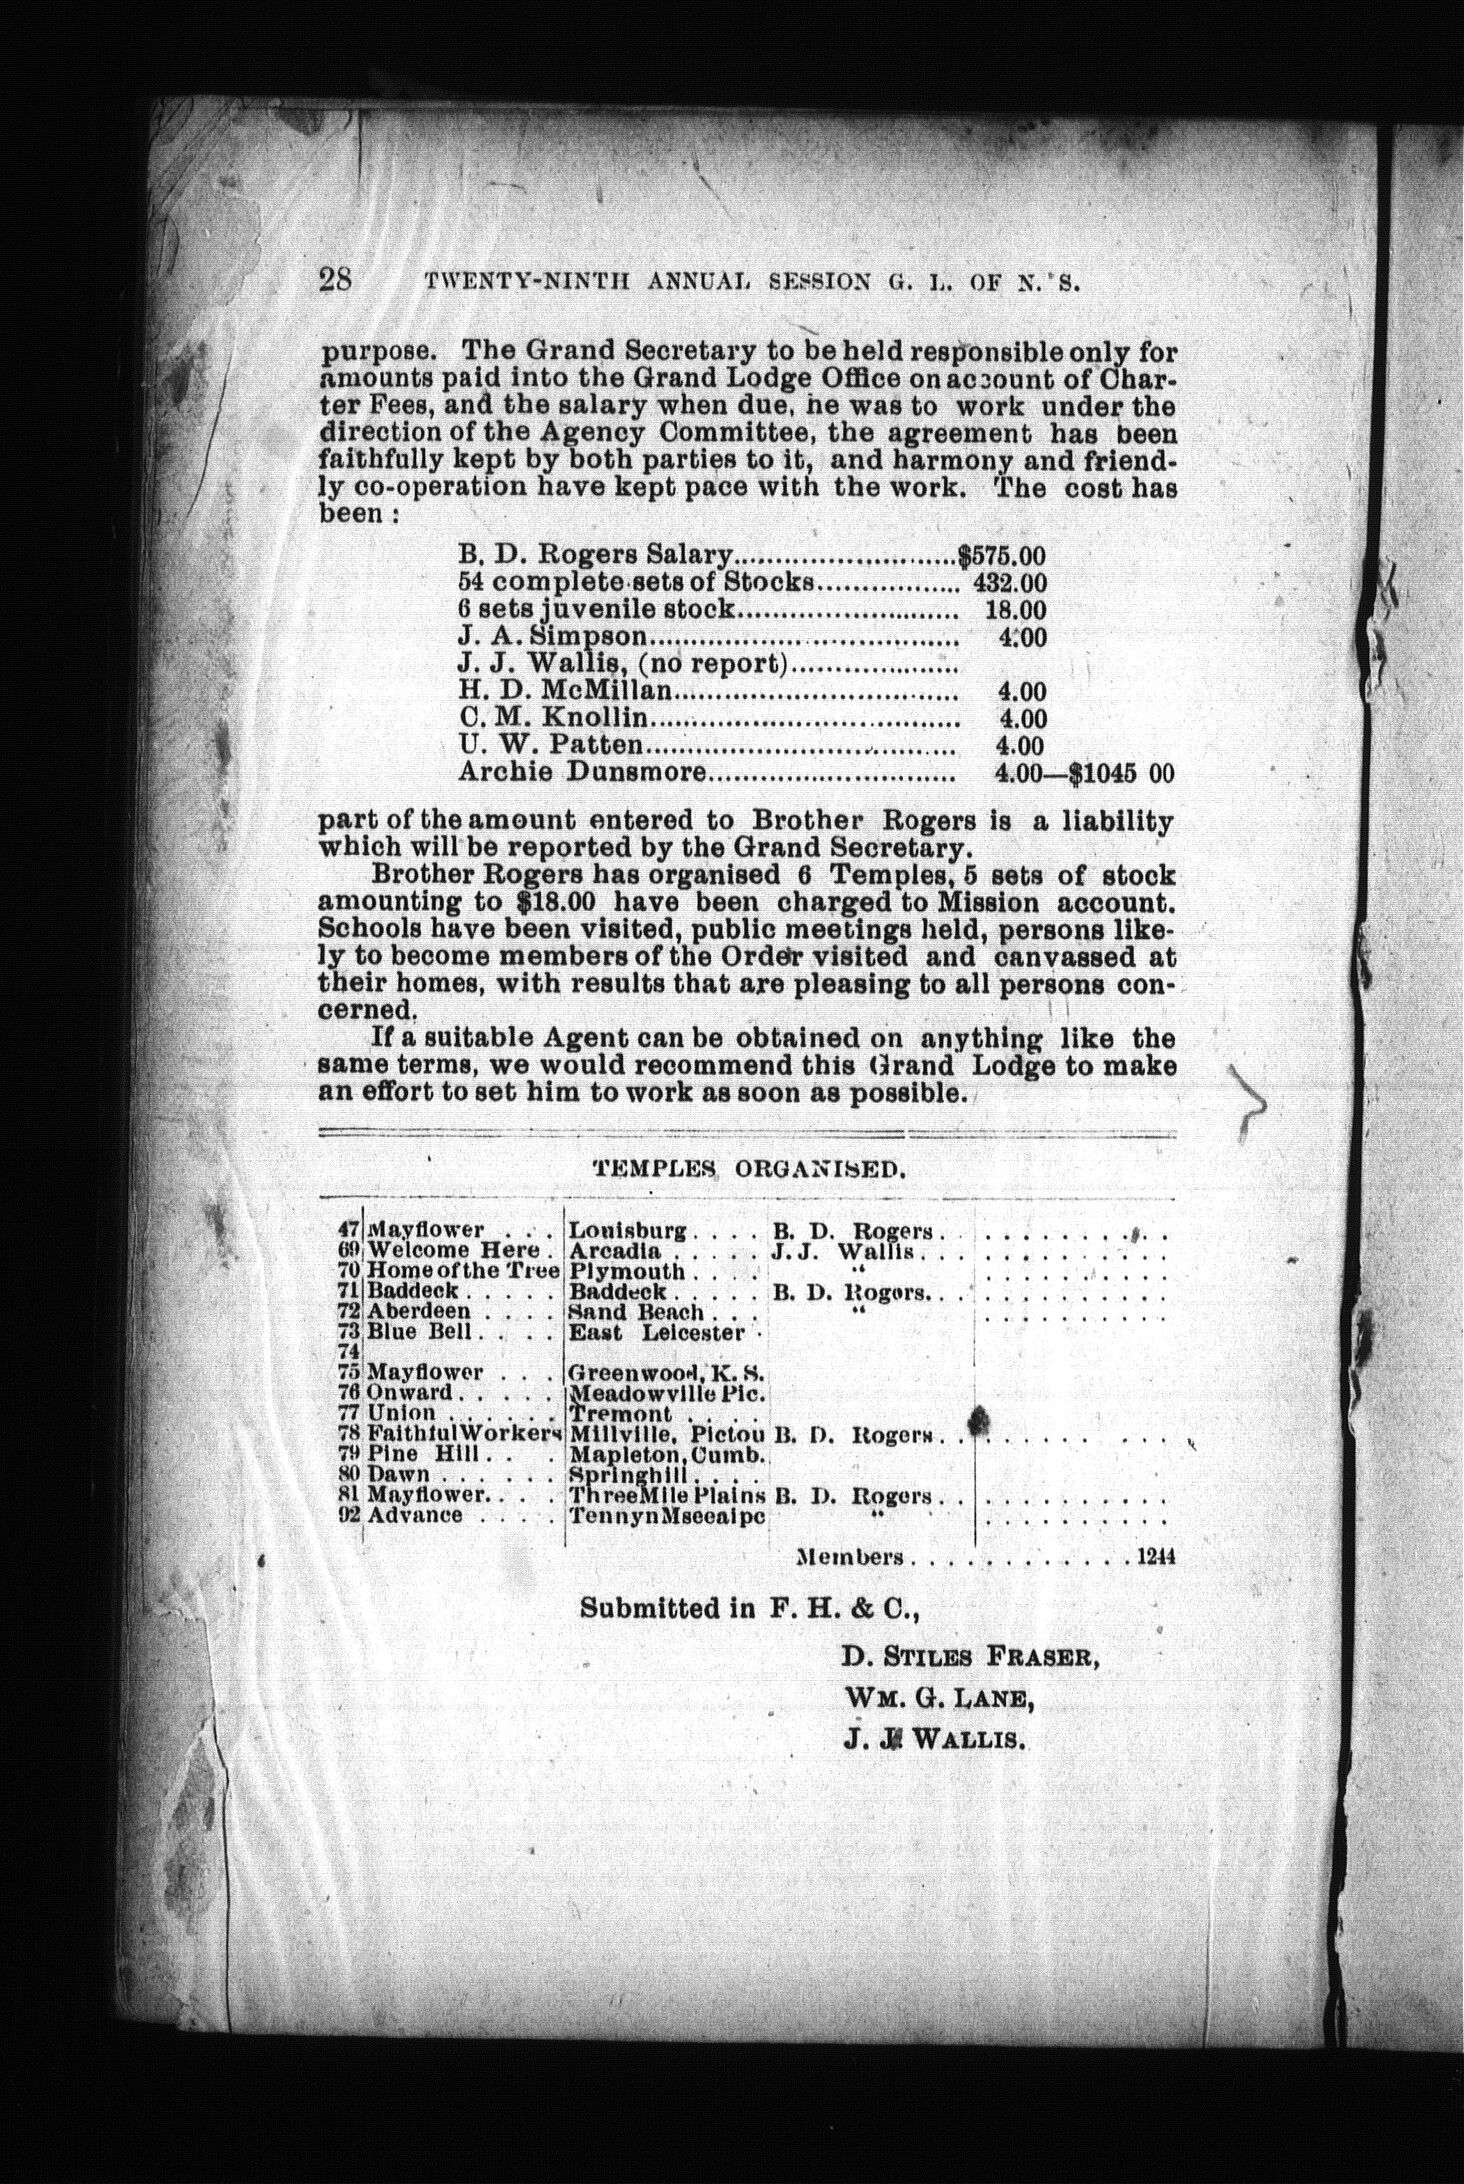 28 TWENTY-NINTH ANNUAL SESSION G. L. OF N. S.
purpose. The Grand Secretary to be held responsible only for
amounts paid into the Grand Lodge Office on account of Char-
ter Fees, and the salary when due, he was to work under the
direction of the Agency Committee, the agreement has been
faithfully kept by both parties to it, and harmony and friend-
ly co-operation have kept pace with the work. The cost has
been :
B. D. Rogers Salary...........................$575.00
54 complete sets of Stocks................. 432.00
6 sets juvenile stock........................... 18.00
J. A. Simpson..................................... 4.00
J. J. Wallis, (no report)....................
H. D. McMillan.................................. 4.00
C. M. Knollin..................................... 4.00
U. W. Patten..................................... 4.00
Archie Dunsmore............................. 4.00—$1045 00
part of the amount entered to Brother Rogers is a liability
which will be reported by the Grand Secretary.
Brother Rogers has organised 6 Temples, 5 sets of stock
amounting to $18.00 have been charged to Mission account.
Schools have been visited, public meetings held, persons like-
ly to become members of the Order visited and canvassed at
their homes, with results that are pleasing to all persons con-
cerned.
If a suitable Agent can be obtained on anything like the
same terms, we would recommend this Grand Lodge to make
an effort to set him to work as soon as possible.
TEMPLES ORGANISED.
47 Mayflower . . . Louisburg . . . . B. D. Rogers . . . . . . . . . . .
69 Welcome Here . Arcadia . . . . . J. J. Wallis . . . . . . . . . . . .
70 Home of the Tree Plymouth . . . . “ . . . . . . . . . .
71 Baddeck . . . . . Baddeck . . . . . B. D. Rogers. . . . . . . . . . . .
72 Aberdeen . . . . Sand Beach . . . “ . . . . . . . . . .
73 Blue Bell . . . . East Leicester .
74
75 Mayflower . . . Greenwood, K. S.
76 Onward . . . . . Meadowville Pic.
77 Union . . . . . . Tremont . . . .
78 Faithful Workers Millville, Pictou B. D. Rogers . . . . . . . . . . .
79 Pine Hill . . . Mapleton, Cumb.
80 Dawn . . . . . . Springhill . . . .
81 Mayflower. . . . Three Mile Plains B. D. Rogers . . . . . . . . . . . .
92 Advance . . . . TennynMsceaipc “ . . . . . . . . . .
Members . . . . . . . . . . . . . 1244
Submitted in F. H. & C.,
D. STILES FRASER,
WM. G. LANE,
J. J. WALLIS.